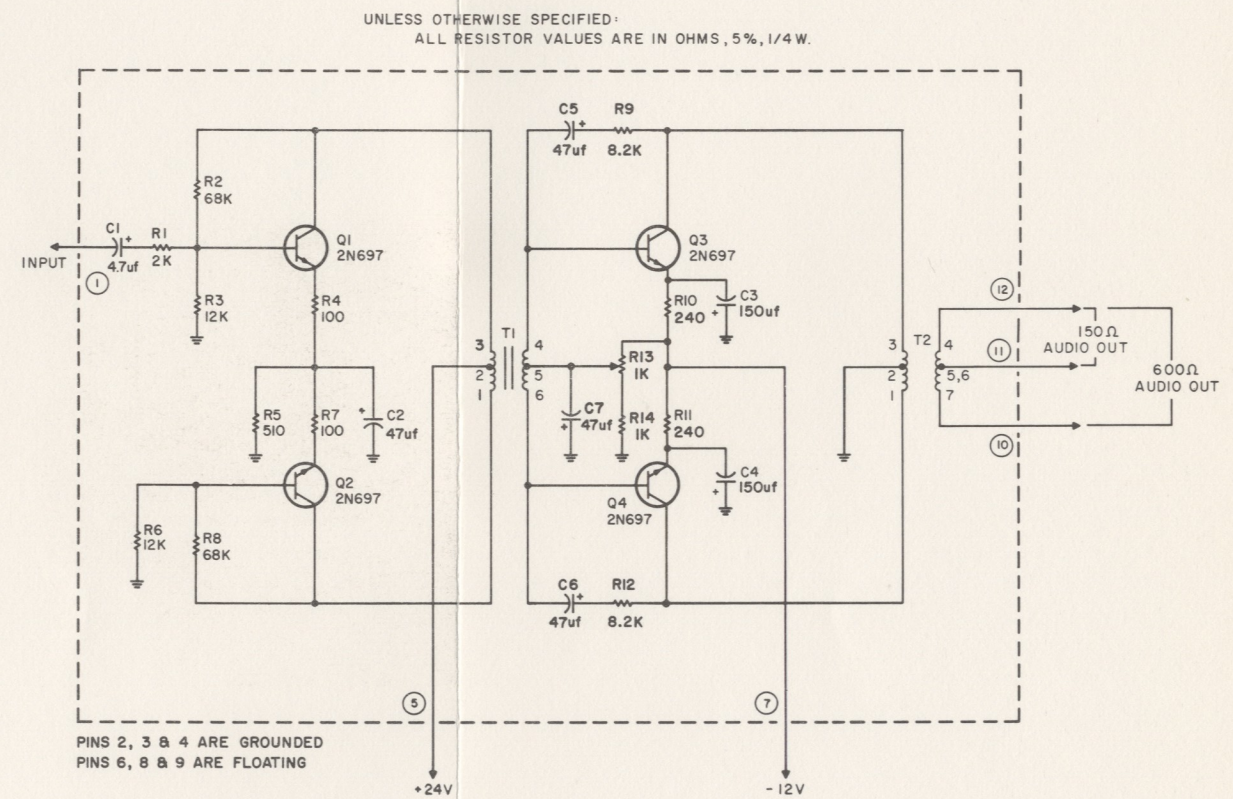 UNLESS OTHERWISE SPECIFIED:
ALL RESISTOR VALUES ARE IN OHMS, 5%, 1/4 W.
C5
R9
47uf
8.2K
R2
68K
C1
R1
Q1
2N697
Q3
2N697
INPUT
4.7uf
2K
1
R3
12K
R4
100
R10
240
C3
150uf
12
T1
T2
3
4
2
5
1
6
R13
1K
3
4
2
5,6
1
7
11
150Ω
AUDIO OUT
600Ω
AUDIO OUT
R5
510
R7
100
C2
47uf
C7
47uf
R14
1K
R11
240
10
C4
150uf
Q2
2N697
Q4
2N697
R6
12K
R8
68K
C6
R12
47uf
8.2K
5
7
PINS 2, 3 & 4 ARE GROUNDED
PINS 6, 8 & 9 ARE FLOATING
+24V
-12V